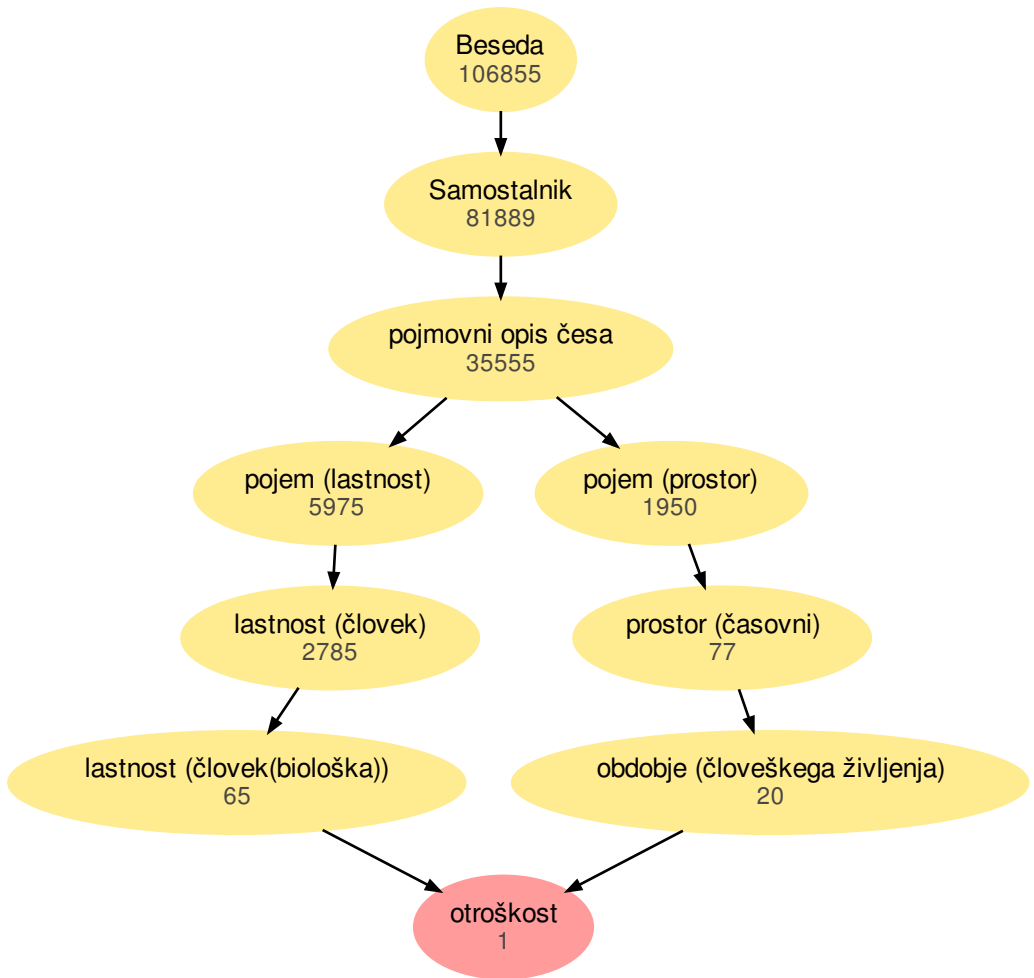 Beseda
106855
Samostalnik
81889
pojmovni opis česa
35555
pojem (lastnost)
5975
pojem (prostor)
1950
lastnost (človek)
2785
prostor (časovni)
77
lastnost (človek(biološka))
65
obdobje (človeškega življenja)
20
otroškost
1